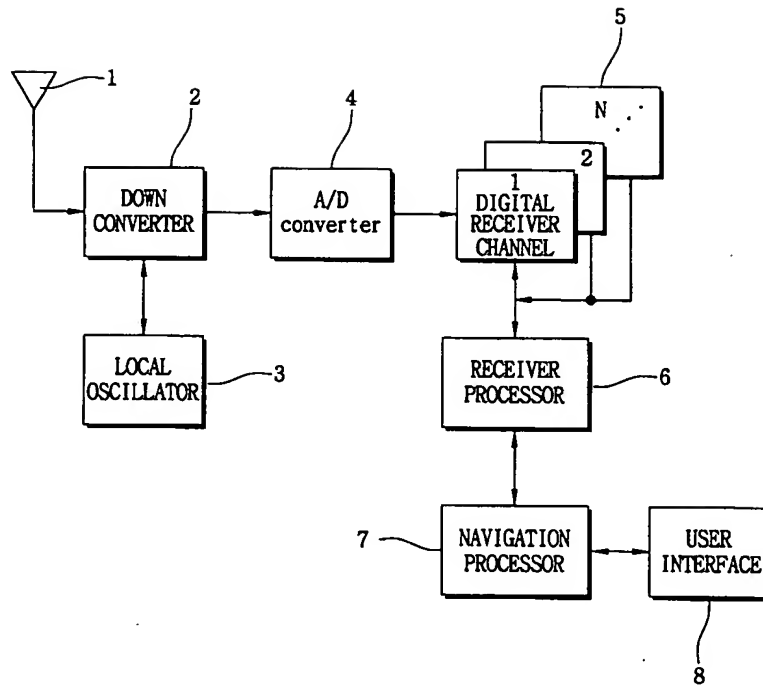 5
1
2
4
N
2
DOWN
CONVERTER
A/D
converter
1
DIGITAL
RECEIVER
CHANNEL
LOCAL
OSCILLATOR
3
RECEIVER
PROCESSOR
6
7
NAVIGATION
PROCESSOR
USER
INTERFACE
8